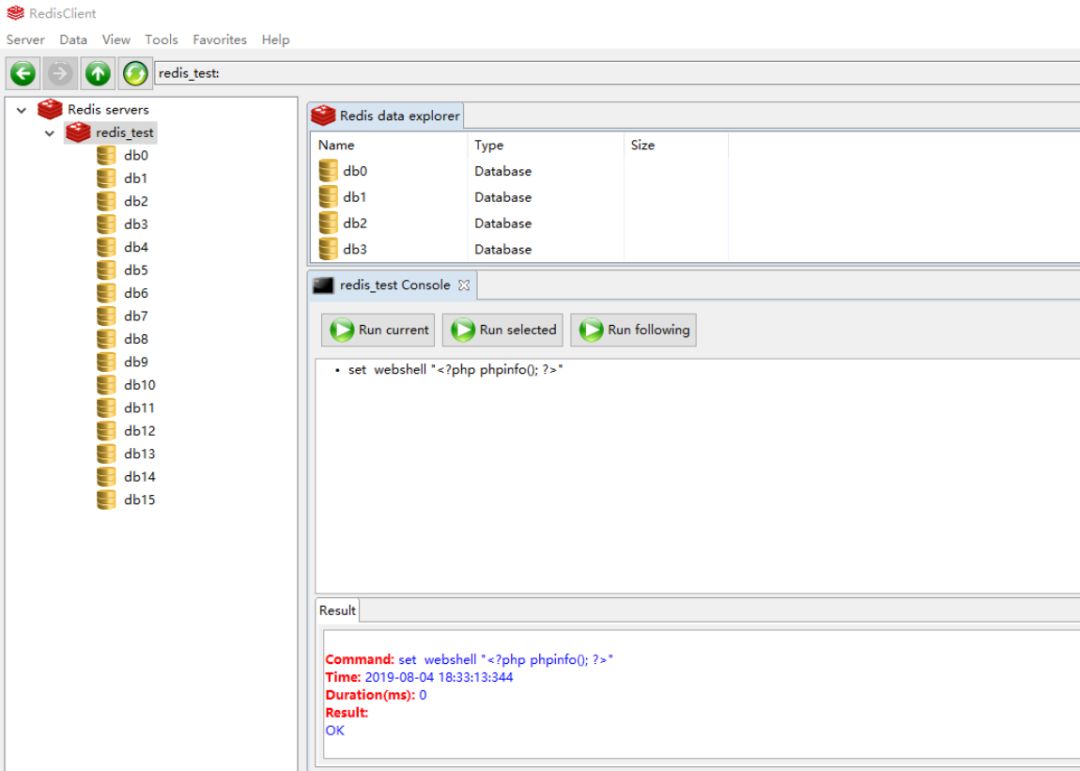 RedisClient
Server Data View Tools Favorites Help
redis_test:
Redis servers
redis_test
db0
db1
db2
db3
db4
db5
db6
db7
db8
db9
db10
db11
db12
db13
db14
db15
Redis data explorer
Name Type Size
db0 Database
db1 Database
db2 Database
db3 Database
redis_test Console
Run current Run selected Run following
• set  webshell "<?php phpinfo(); ?>"
Result
Command: set  webshell "<?php phpinfo(); ?>"
Time: 2019-08-04 18:33:13:344
Duration(ms): 0
Result:
OK